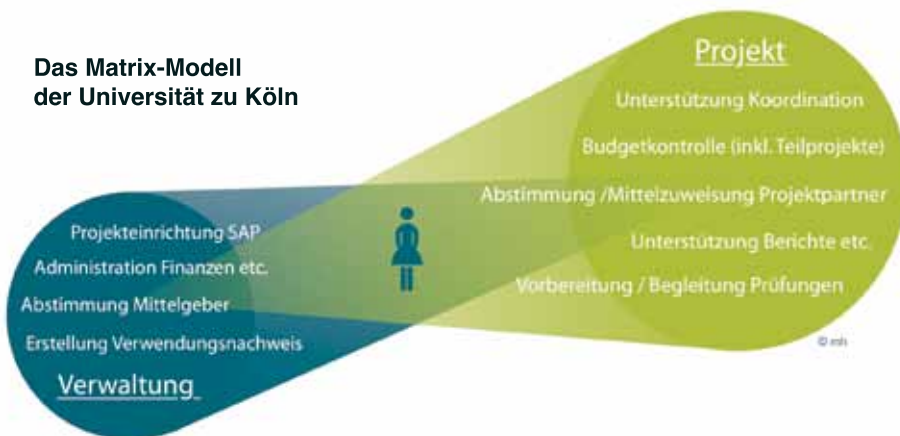 Das Matrix-Modell
der Universität zu Köln
Projekt
Unterstützung Koordination
Budgetkontrolle (inkl. Teilprojekte)
Abstimmung /Mittelzuweisung Projektpartner
Unterstützung Berichte etc.
Vorbereitung / Begleitung Prüfungen
Projekteinrichtung SAP
Administration Finanzen etc.
Abstimmung Mittelgeber
Erstellung Verwendungsnachweis
Verwaltung